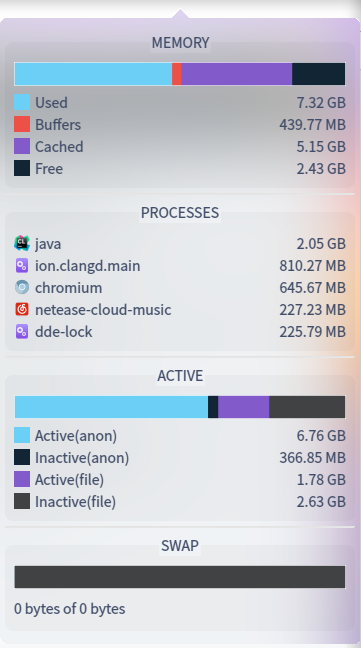 MEMORY
Used 7.32 GB
Buffers 439.77 MB
Cached 5.15 GB
Free 2.43 GB
PROCESSES
CL
java 2.05 GB
ion.clangd.main 810.27 MB
chromium 645.67 MB
netease-cloud-music 227.23 MB
dde-lock 225.79 MB
ACTIVE
Active(anon) 6.76 GB
Inactive(anon) 366.85 MB
Active(file) 1.78 GB
Inactive(file) 2.63 GB
SWAP
0 bytes of 0 bytes